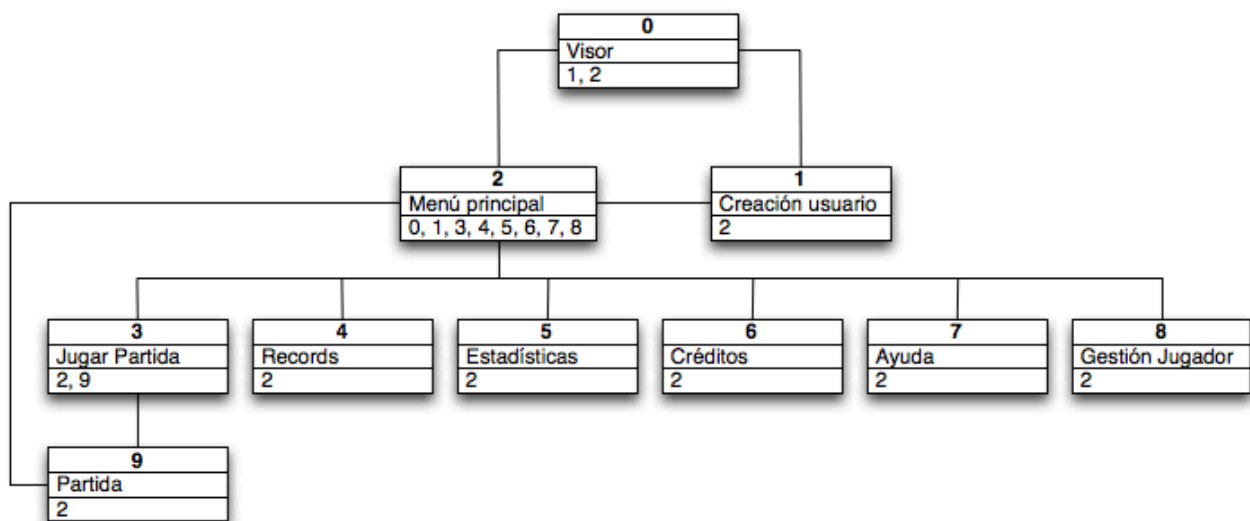 0
Visor
1, 2
2
Menú principal
0, 1, 3, 4, 5, 6, 7, 8
1
Creación usuario
2
3
Jugar Partida
2, 9
4
Records
2
5
Estadísticas
2
6
Créditos
2
7
Ayuda
2
8
Gestión Jugador
2
9
Partida
2